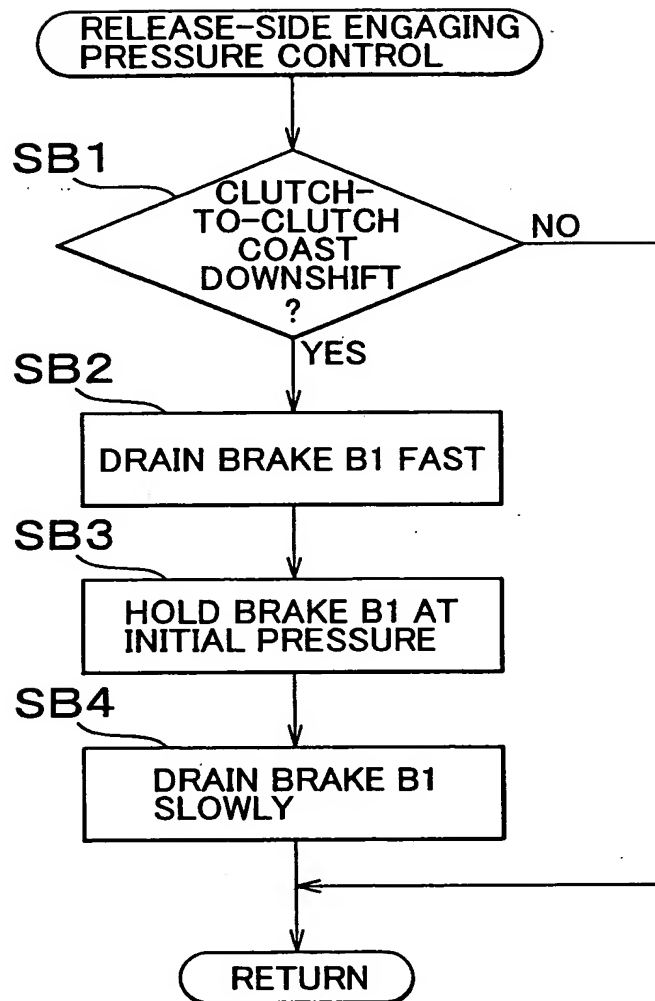 RELEASE-SIDE ENGAGING
PRESSURE CONTROL
SB1
CLUTCH-
TO-CLUTCH
COAST
DOWNSHIFT
?
NO
YES
SB2
DRAIN BRAKE B1 FAST
SB3
HOLD BRAKE B1 AT
INITIAL PRESSURE
SB4
DRAIN BRAKE B1
SLOWLY
RETURN